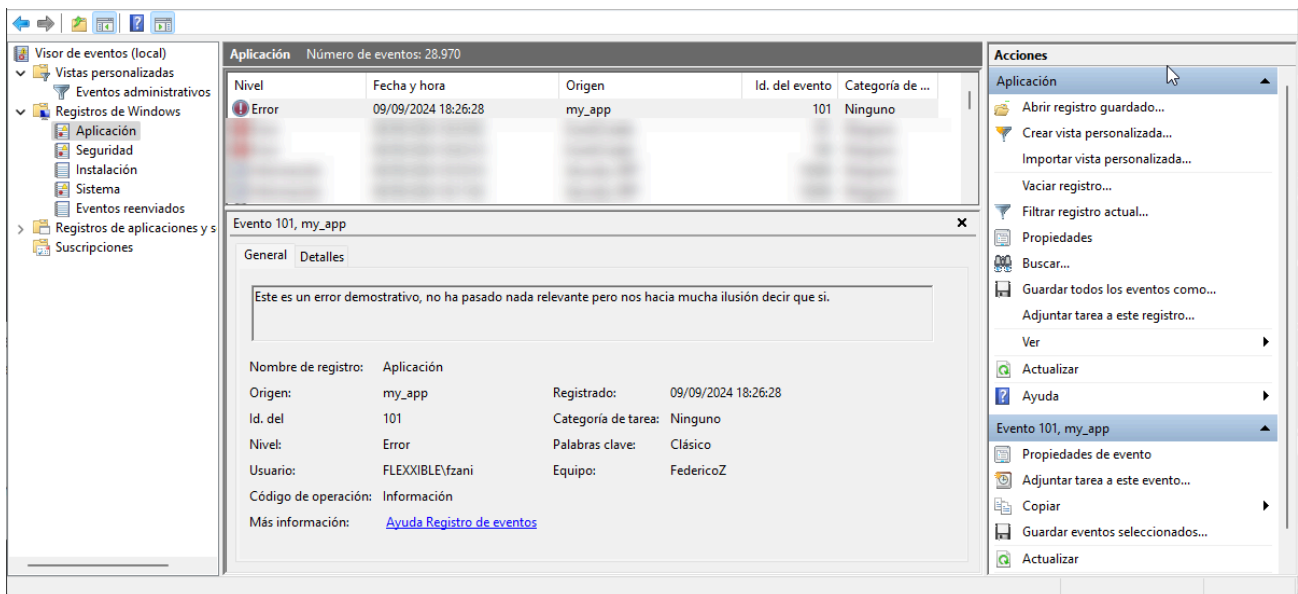 Visor de eventos (local)
Vistas personalizadas
Eventos administrativos
Registros de Windows
Aplicación
Seguridad
Instalación
Sistema
Eventos reenviados
Registros de aplicaciones y s
Suscripciones
Aplicación Número de eventos: 28.970
Nivel Fecha y hora Origen Id. del evento Categoría de ...
Error 09/09/2024 18:26:28 my_app 101 Ninguno
Evento 101, my_app
General Detalles
Este es un error demostrativo, no ha pasado nada relevante pero nos hacia mucha ilusión decir que si.
Nombre de registro: Aplicación
Origen: my_app Registrado: 09/09/2024 18:26:28
Id. del 101 Categoría de tarea: Ninguno
Nivel: Error Palabras clave: Clásico
Usuario: FLEXXIBLE\fzani Equipo: FedericoZ
Código de operación: Información
Más información: Ayuda Registro de eventos
Acciones
Aplicación
Abrir registro guardado...
Crear vista personalizada...
Importar vista personalizada...
Vaciar registro...
Filtrar registro actual...
Propiedades
Buscar...
Guardar todos los eventos como...
Adjuntar tarea a este registro...
Ver
Actualizar
Ayuda
Evento 101, my_app
Propiedades de evento
Adjuntar tarea a este evento...
Copiar
Guardar eventos seleccionados...
Actualizar